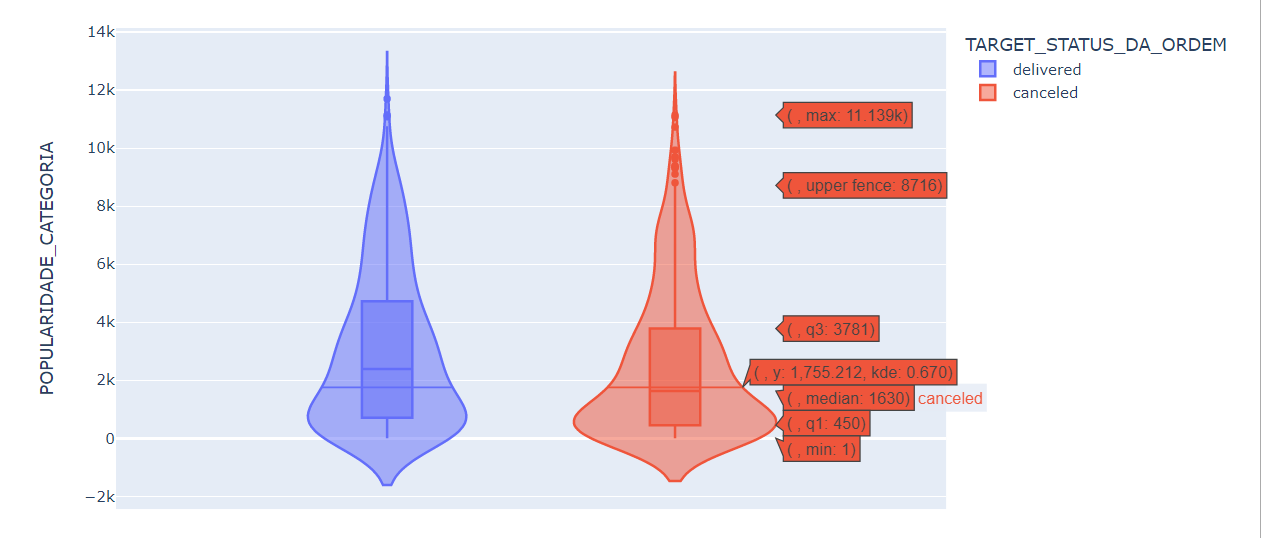 14k
12k
10k
8k
6k
4k
2k
0
−2k
POPULARIDADE_CATEGORIA
TARGET_STATUS_DA_ORDEM
delivered
canceled
( , max: 11.139k)
( , upper fence: 8716)
( , q3: 3781)
( , y: 1,755.212, kde: 0.670)
( , median: 1630) canceled
( , q1: 450)
( , min: 1)